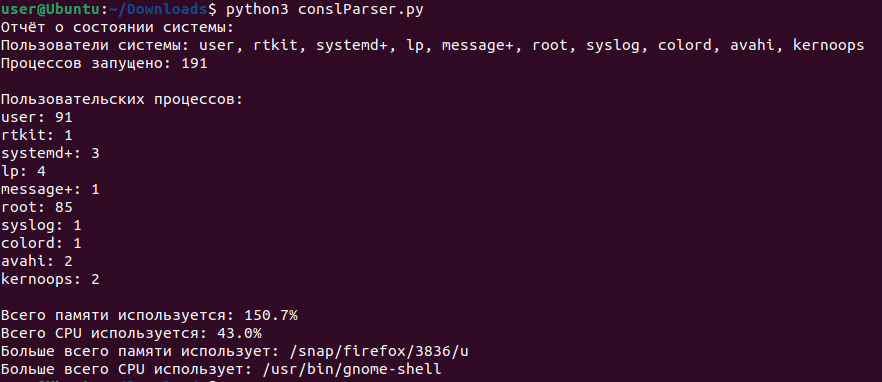 user@Ubuntu:~/Downloads$ python3 conslParser.py
Отчёт о состоянии системы:
Пользователи системы: user, rtkit, systemd+, lp, message+, root, syslog, colord, avahi, kernoops
Процессов запущено: 191
Пользовательских процессов:
user: 91
rtkit: 1
systemd+: 3
lp: 4
message+: 1
root: 85
syslog: 1
colord: 1
avahi: 2
kernoops: 2
Всего памяти используется: 150.7%
Всего CPU используется: 43.0%
Больше всего памяти использует: /snap/firefox/3836/u
Больше всего CPU использует: /usr/bin/gnome-shell